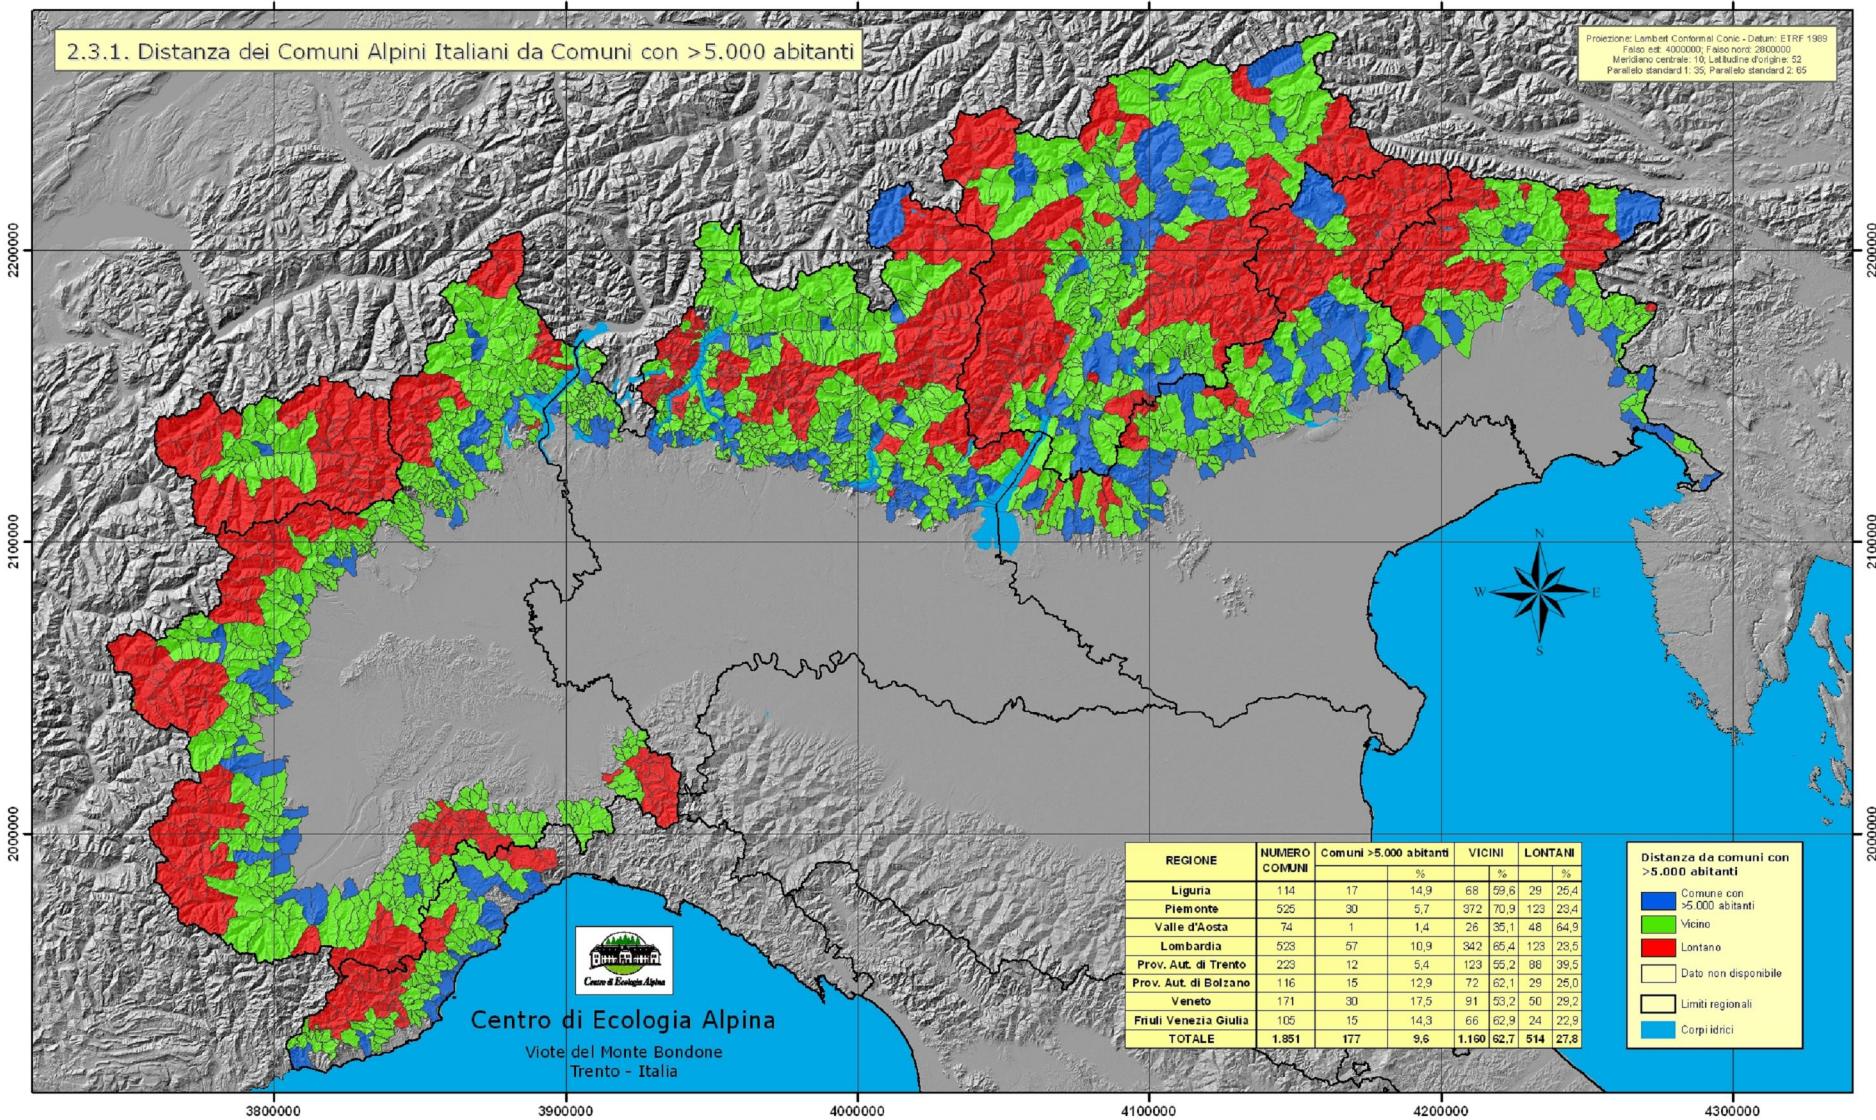 2.3.1. Distanza dei Comuni Alpini Italiani da Comuni con >5.000 abitanti
Proiezione: Lambert Conformal Conic - Datum: ETRF 1989
Falso est: 4000000; Falso nord: 2800000
Meridiano centrale: 10; Latitudine d'origine: 52
Parallelo standard 1: 35; Parallelo standard 2: 65
2200000
2200000
2100000
2100000
2000000
2000000
N
W E
S
REGIONE NUMERO COMUNI Comuni >5.000 abitanti VICINI LONTANI
% % %
Liguria 114 17 14,9 68 59,6 29 25,4
Piemonte 525 30 5,7 372 70,9 123 23,4
Valle d'Aosta 74 1 1,4 26 35,1 48 64,9
Lombardia 523 57 10,9 342 65,4 123 23,5
Prov. Aut. di Trento 223 12 5,4 123 55,2 88 39,5
Prov. Aut. di Bolzano 116 15 12,9 72 62,1 29 25,0
Veneto 171 30 17,5 91 53,2 50 29,2
Friuli Venezia Giulia 105 15 14,3 66 62,9 24 22,9
TOTALE 1.851 177 9,6 1.160 62,7 514 27,8
Distanza da comuni con
>5.000 abitanti
Comune con
>5.000 abitanti
Vicino
Lontano
Dato non disponibile
Limiti regionali
Corpi idrici
Centro di Ecologia Alpina
Centro di Ecologia Alpina
Viote del Monte Bondone
Trento - Italia
3800000 3900000 4000000 4100000 4200000 4300000